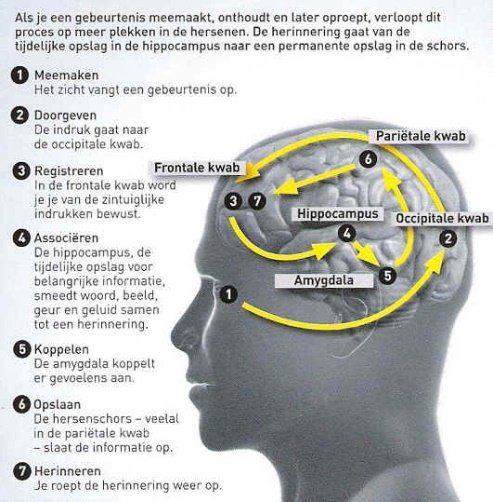 Als je een gebeurtenis meemaakt, onthoudt en later oproept, verloopt dit
proces op meer plekken in de hersenen. De herinnering gaat van de
tijdelijke opslag in de hippocampus naar een permanente opslag in de schors.
1 Meemaken
Het zicht vangt een gebeurtenis op.
2 Doorgeven
De indruk gaat naar
de occipitale kwab.
3 Registreren
In de frontale kwab word
je je van de zintuiglijke
indrukken bewust.
4 Associëren
De hippocampus, de
tijdelijke opslag voor
belangrijke informatie,
smeedt woord, beeld,
geur en geluid samen
tot een herinnering.
5 Koppelen
De amygdala koppelt
er gevoelens aan.
6 Opslaan
De hersenschors – veelal
in de pariëtale kwab
– slaat de informatie op.
7 Herinneren
Je roept de herinnering weer op.
Pariëtale kwab
Frontale kwab
6
3 7
Hippocampus
Occipitale kwab
4
2
Amygdala
5
1